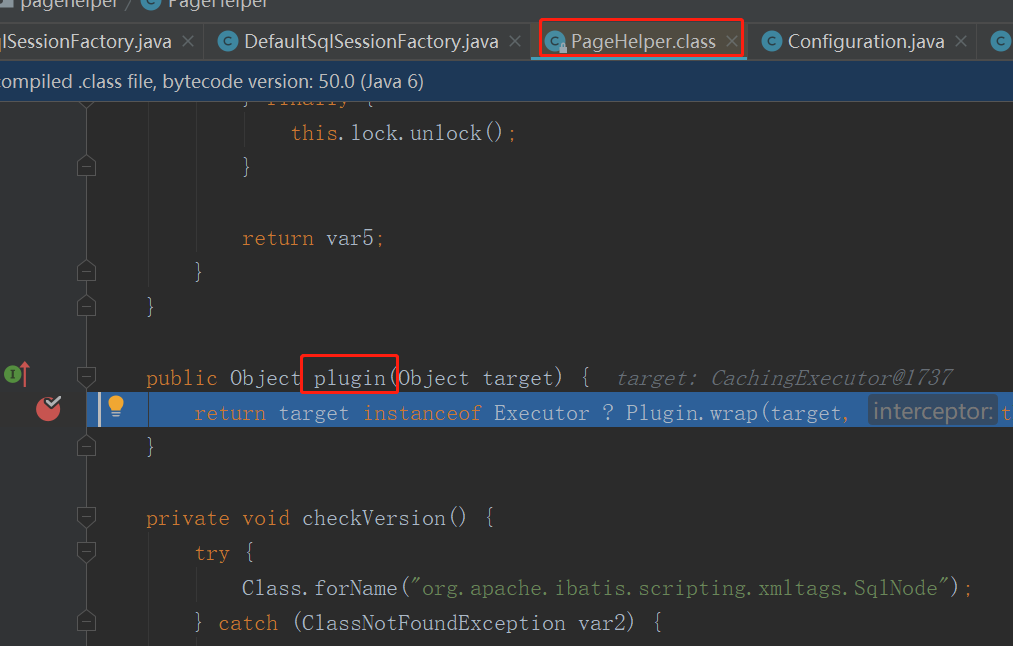 pagehelper / PageHelper
lSessionFactory.java DefaultSqlSessionFactory.java PageHelper.class Configuration.java
compiled .class file, bytecode version: 50.0 (Java 6)
} finally {
this.lock.unlock();
}
return var5;
}
}
public Object plugin(Object target) { target: CachingExecutor@1737
return target instanceof Executor ? Plugin.wrap(target, interceptor: t
}
private void checkVersion() {
try {
Class.forName("org.apache.ibatis.scripting.xmltags.SqlNode");
} catch (ClassNotFoundException var2) {